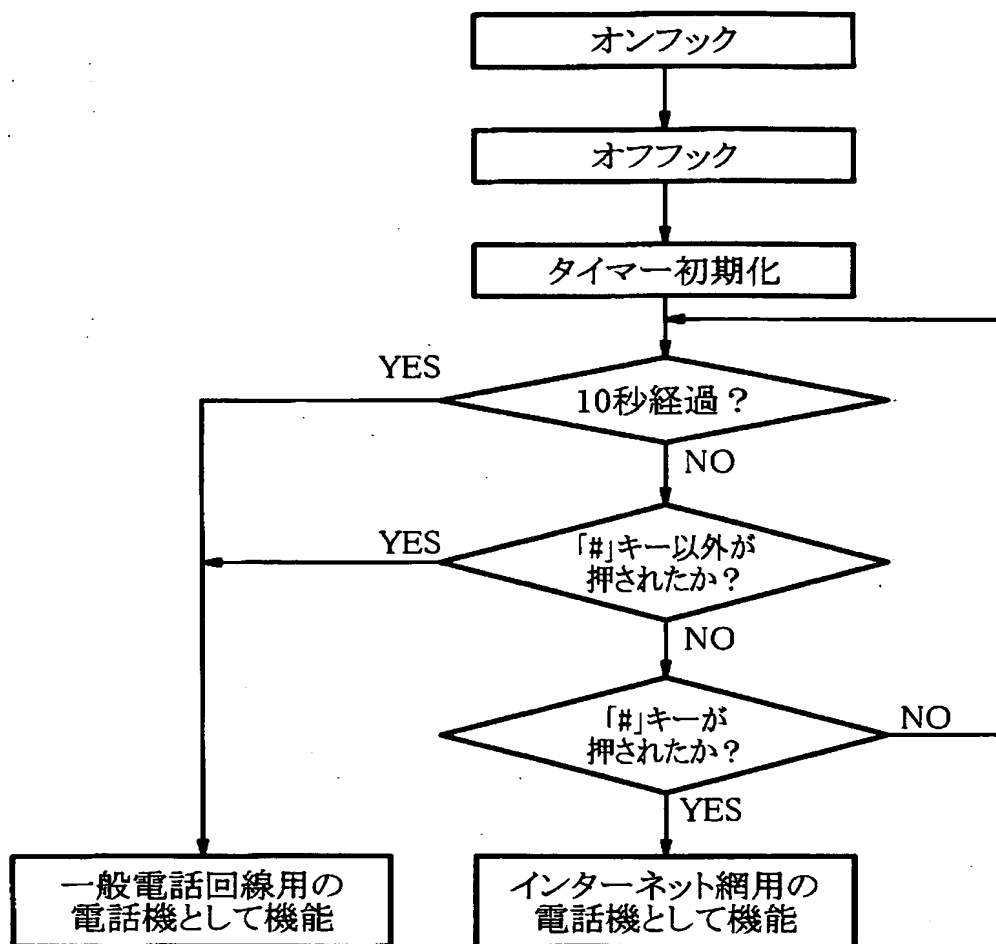 オンフック
オフフック
タイマー初期化
YES
10秒経過？
NO
YES
「#」キー以外が
押されたか？
NO
「#」キーが
押されたか？
NO
YES
一般電話回線用の
電話機として機能
インターネット網用の
電話機として機能